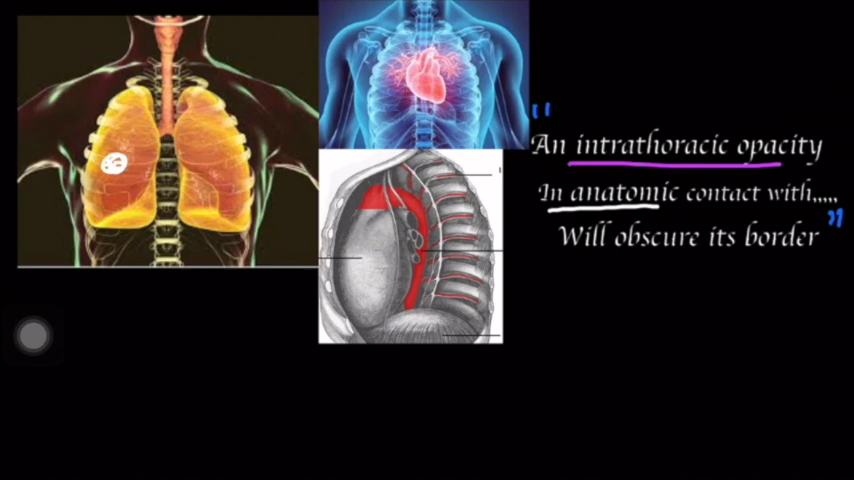 "An intrathoracic opacity
In anatomic contact with,,,,,
Will obscure its border"